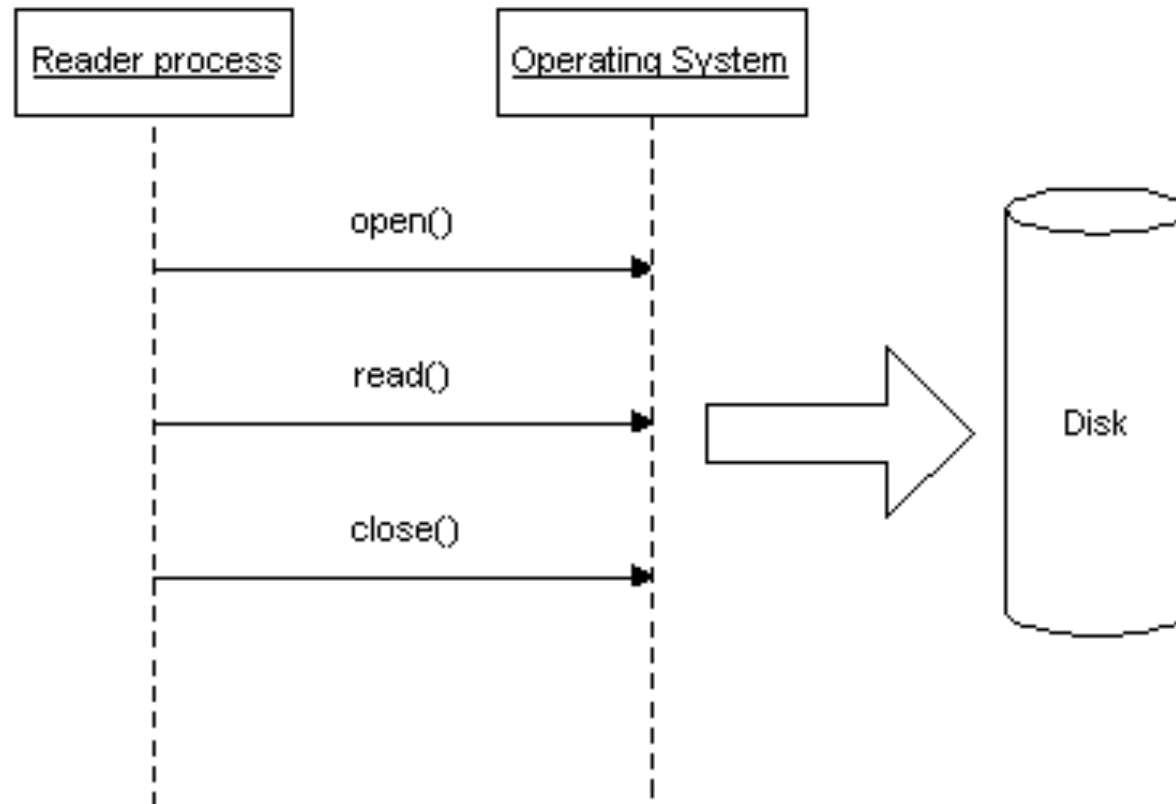 Reader process
Operating System
open()
read()
Disk
close()